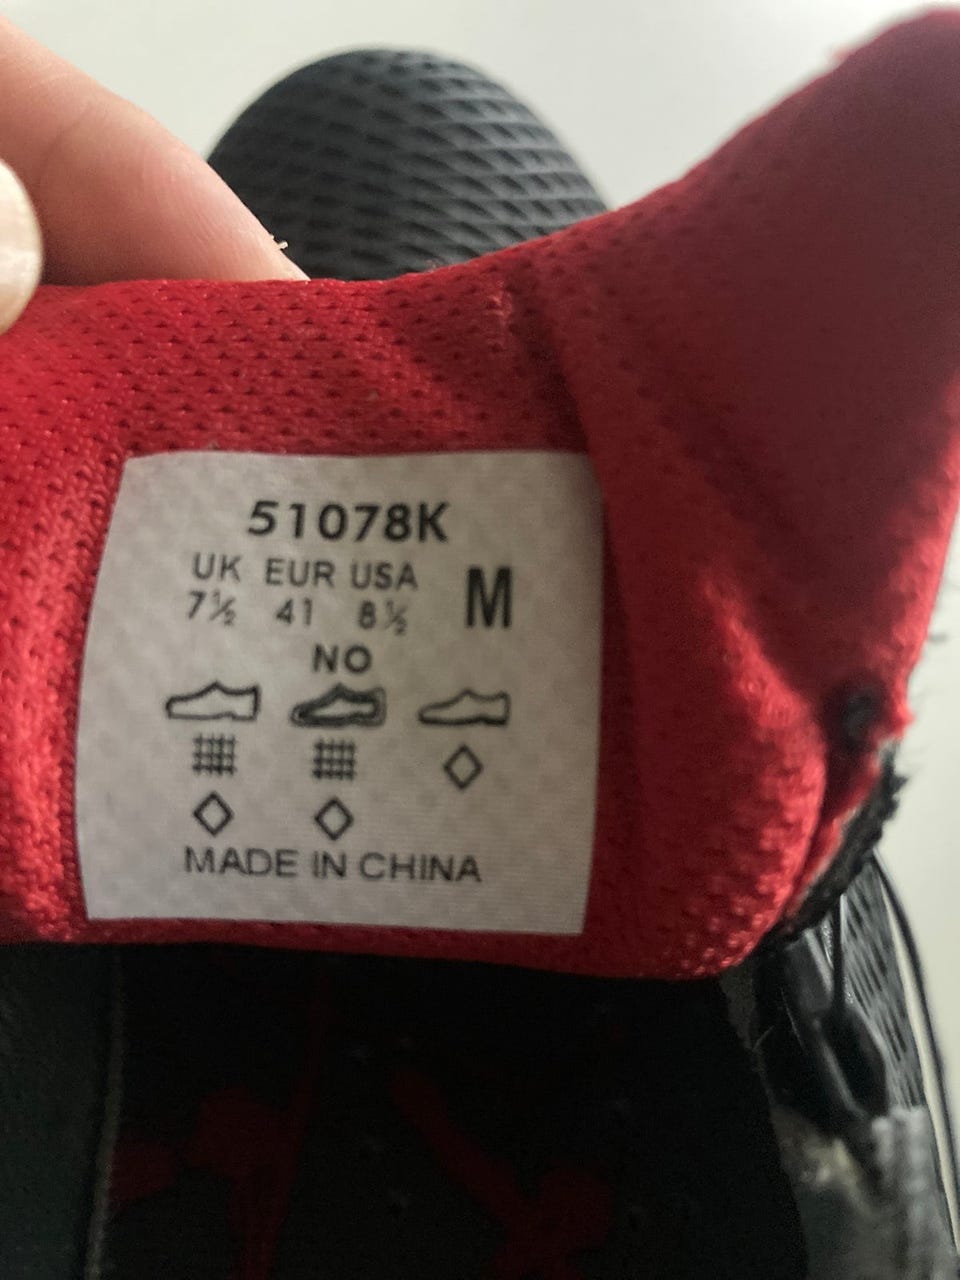 51078K
UK EUR USA M
7½ 41 8½
NO
MADE IN CHINA